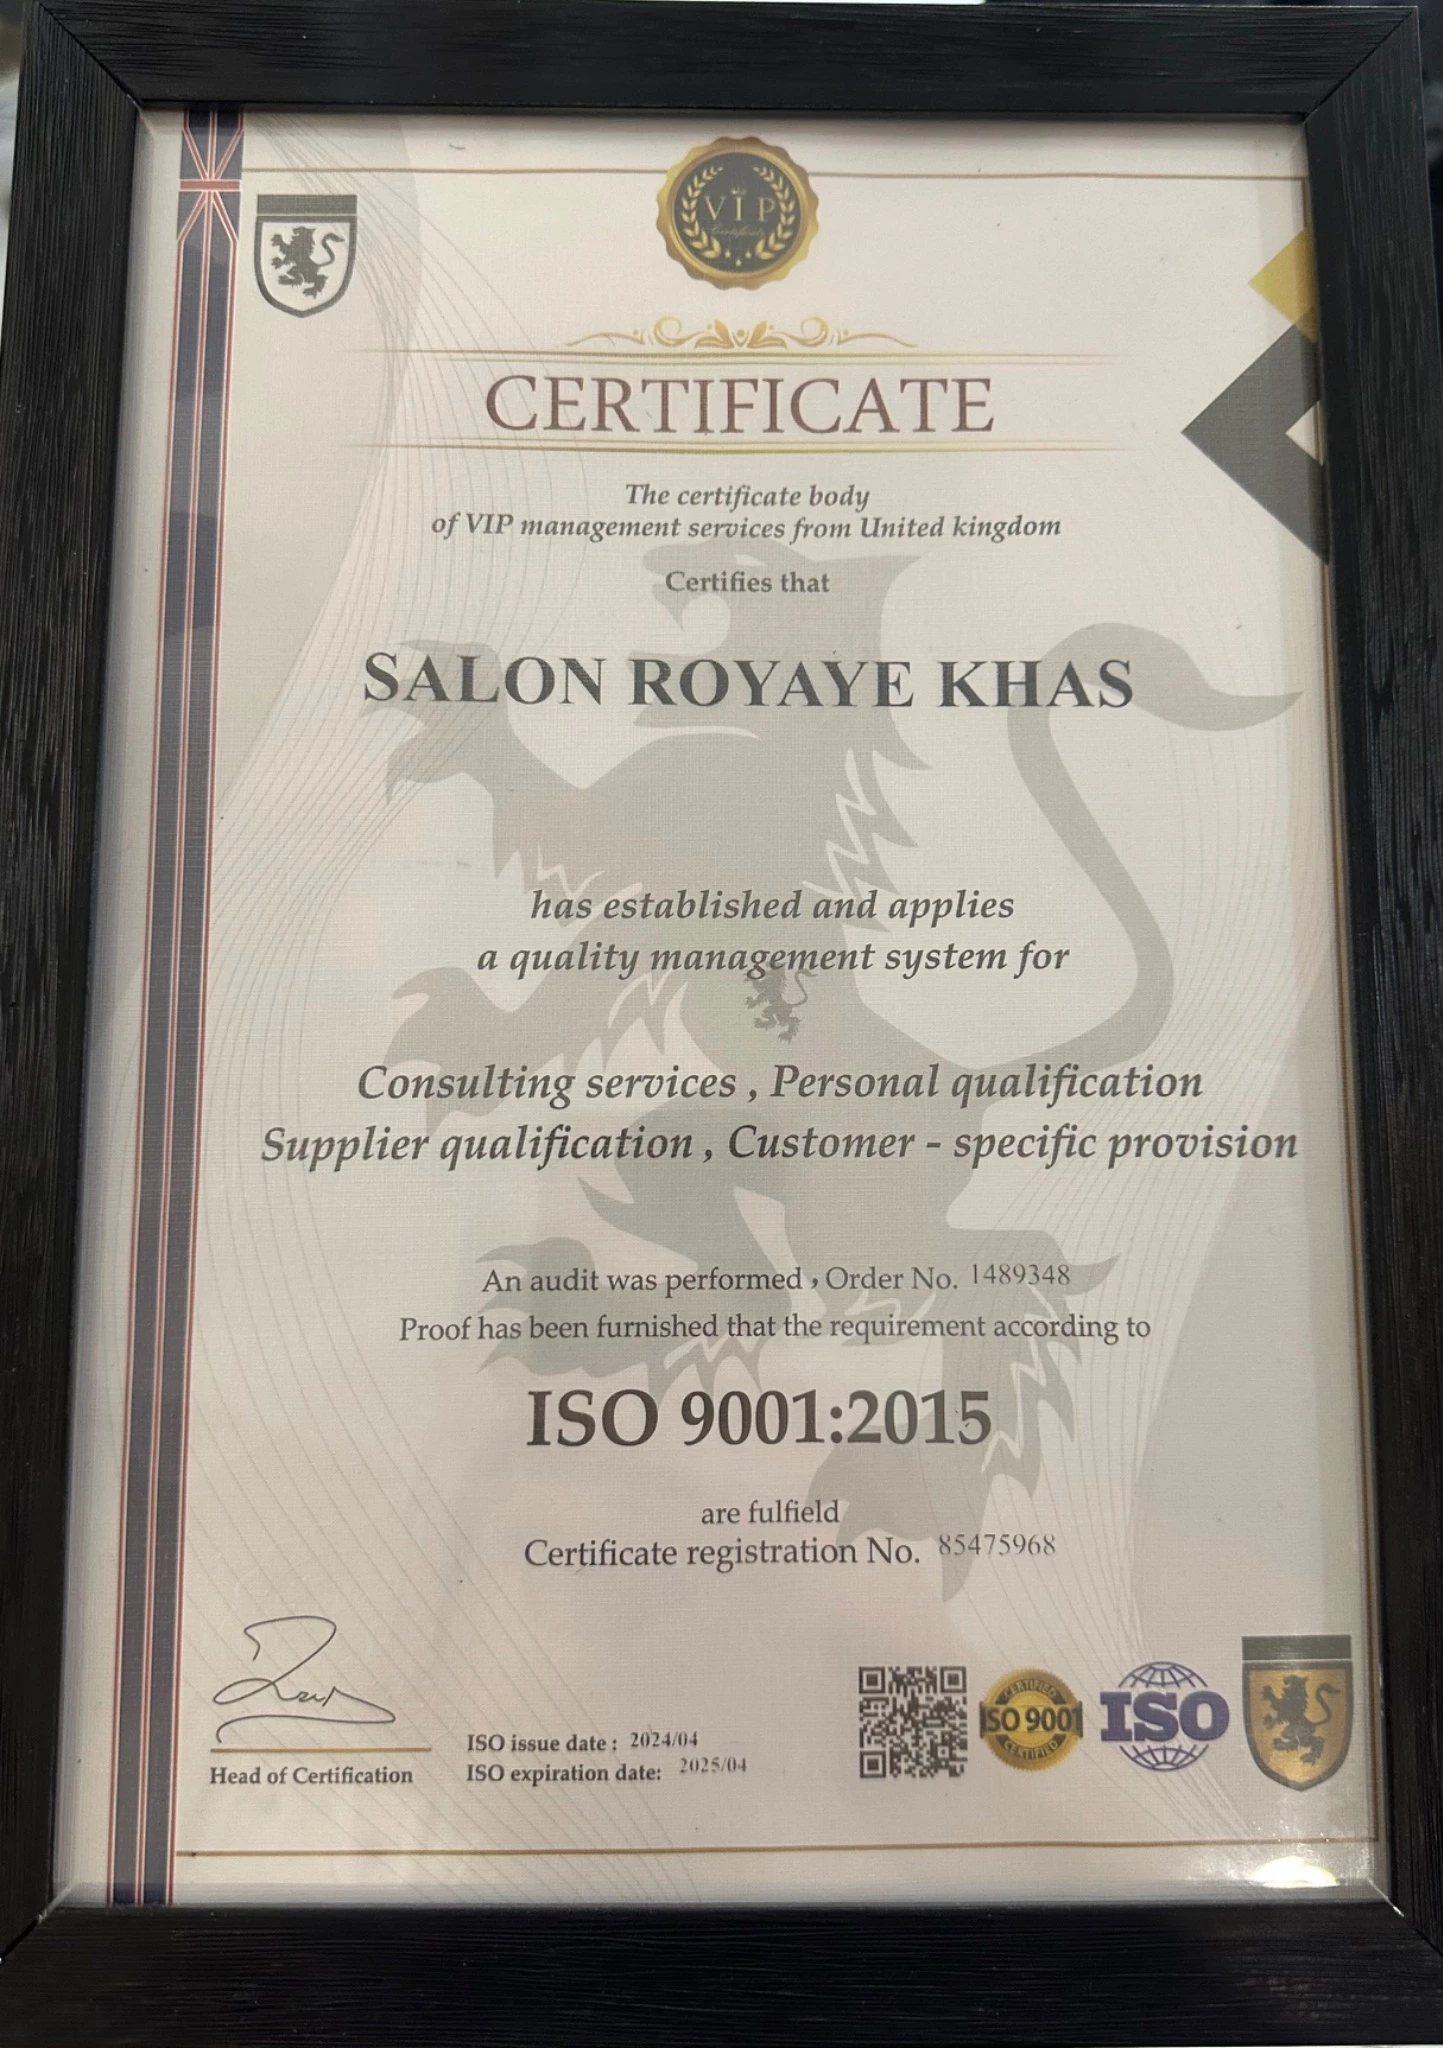 VIP
Certificate
CERTIFICATE
The certificate body
of VIP management services from United kingdom
Certifies that
SALON ROYAYE KHAS
has established and applies
a quality management system for
Consulting services , Personal qualification
Supplier qualification , Customer - specific provision
An audit was performed , Order No. 1489348
Proof has been furnished that the requirement according to
ISO 9001:2015
are fulfield
Certificate registration No. 85475968
Head of Certification
ISO issue date : 2024/04
ISO expiration date: 2025/04
CERTIFIED
ISO 9001
CERTIFIED
ISO